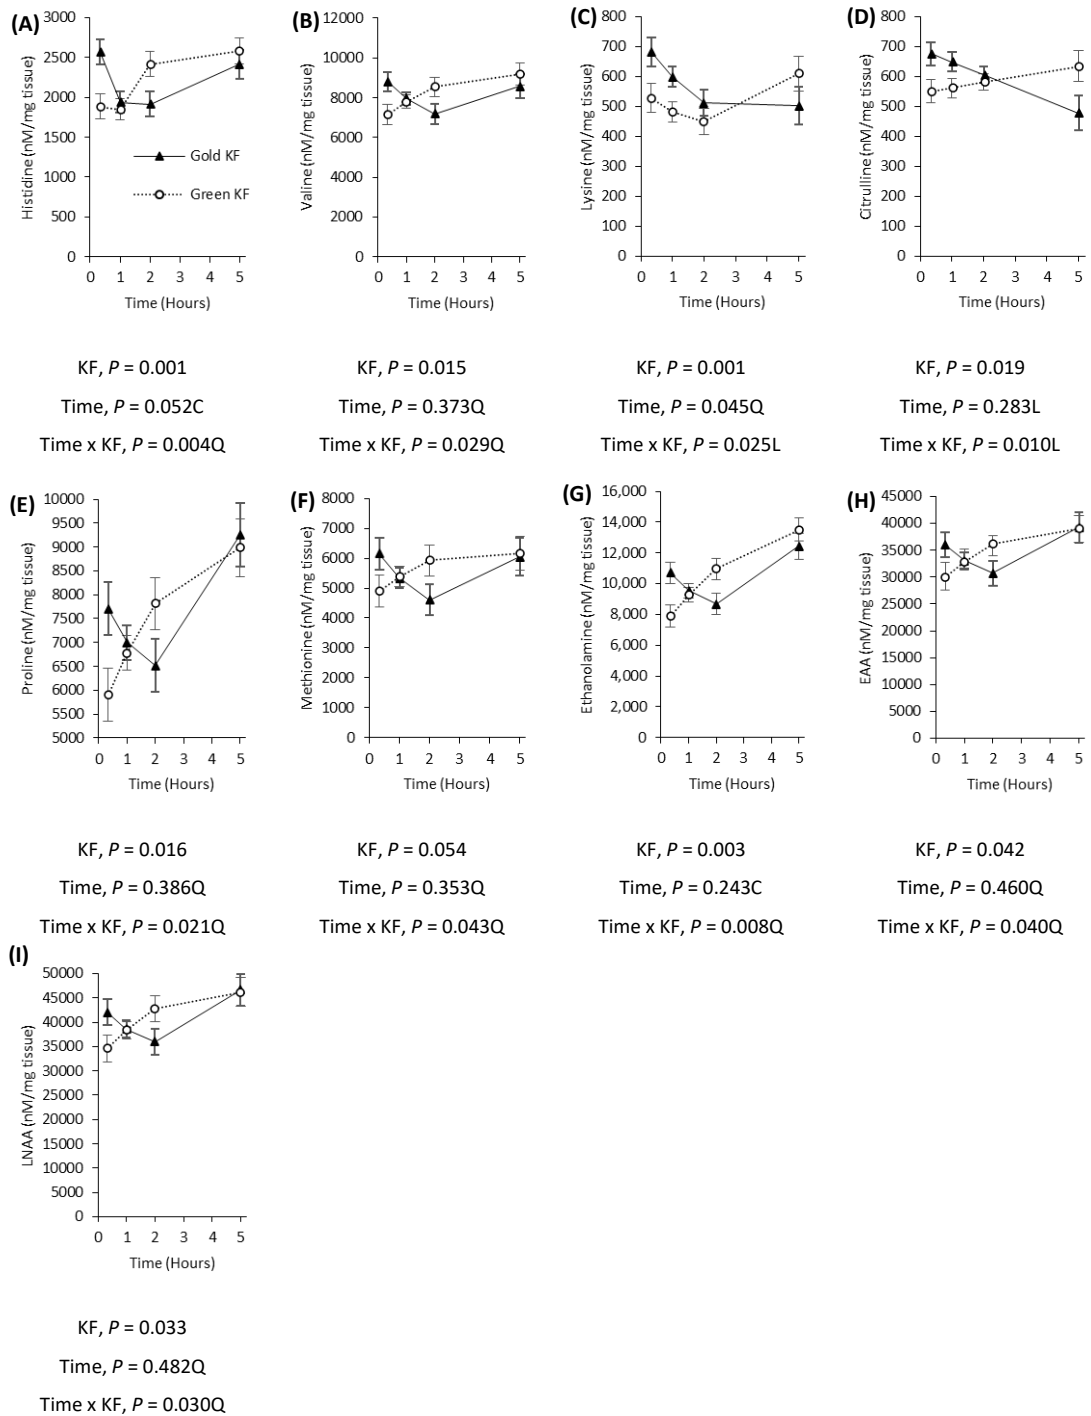 (A)
3000
2500
2000
1500
1000
500
0
Histidine (nM/mg tissue)
Gold KF
Green KF
0 1 2 3 4 5
Time (Hours)
KF, P = 0.001
Time, P = 0.052C
Time x KF, P = 0.004Q
(B)
12000
10000
8000
6000
4000
2000
0
Valine (nM/mg tissue)
0 1 2 3 4 5
Time (Hours)
KF, P = 0.015
Time, P = 0.373Q
Time x KF, P = 0.029Q
(C)
800
700
600
500
400
300
200
100
0
Lysine (nM/mg tissue)
0 1 2 3 4 5
Time (Hours)
KF, P = 0.001
Time, P = 0.045Q
Time x KF, P = 0.025L
(D)
800
700
600
500
400
300
200
100
0
Citrulline (nM/mg tissue)
0 1 2 3 4 5
Time (Hours)
KF, P = 0.019
Time, P = 0.283L
Time x KF, P = 0.010L
(E)
10000
9500
9000
8500
8000
7500
7000
6500
6000
5500
5000
Proline (nM/mg tissue)
0 1 2 3 4 5
Time (Hours)
KF, P = 0.016
Time, P = 0.386Q
Time x KF, P = 0.021Q
(F)
8000
7000
6000
5000
4000
3000
2000
1000
0
Methionine (nM/mg tissue)
0 1 2 3 4 5
Time (Hours)
KF, P = 0.054
Time, P = 0.353Q
Time x KF, P = 0.043Q
(G)
16,000
14,000
12,000
10,000
8,000
6,000
4,000
2,000
0
Ethanolamine (nM/mg tissue)
0 1 2 3 4 5
Time (Hours)
KF, P = 0.003
Time, P = 0.243C
Time x KF, P = 0.008Q
(H)
45000
40000
35000
30000
25000
20000
15000
10000
5000
0
EAA (nM/mg tissue)
0 1 2 3 4 5
Time (Hours)
KF, P = 0.042
Time, P = 0.460Q
Time x KF, P = 0.040Q
(I)
50000
45000
40000
35000
30000
25000
20000
15000
10000
5000
0
LNAA (nM/mg tissue)
0 1 2 3 4 5
Time (Hours)
KF, P = 0.033
Time, P = 0.482Q
Time x KF, P = 0.030Q